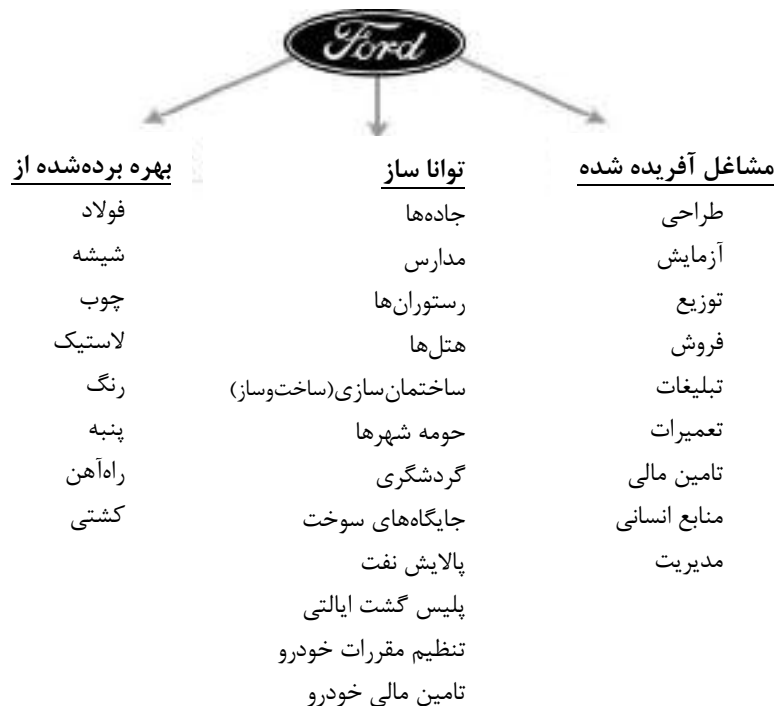 Ford
مشاغل آفریده شده
طراحی
آزمایش
توزیع
فروش
تبلیغات
تعمیرات
تامین مالی
منابع انسانی
مدیریت
توانا ساز
جاده‌ها
مدارس
رستوران‌ها
هتل‌ها
ساختمان‌سازی(ساخت‌وساز)
حومه شهرها
گردشگری
جایگاه‌های سوخت
پالایش نفت
پلیس گشت ایالتی
تنظیم مقررات خودرو
تامین مالی خودرو
بهره برده‌شده از
فولاد
شیشه
چوب
لاستیک
رنگ
پنبه
راه‌آهن
کشتی